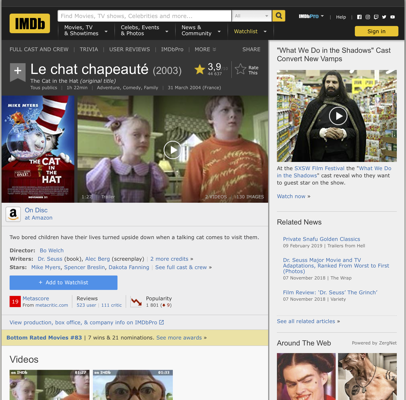 IMDb
Find Movies, TV shows, Celebrities and more...
All
IMDbPro
Help
Movies, TV & Showtimes
Celebs, Events & Photos
News & Community
Watchlist
Sign in
FULL CAST AND CREW | TRIVIA | USER REVIEWS | IMDbPro | MORE
SHARE
Le chat chapeauté (2003)
The Cat in the Hat (original title)
Tous publics | 1h 22min | Adventure, Comedy, Family | 31 March 2004 (France)
3,9
Rate This
MIKE MYERS
THE CAT IN THE HAT
On Disc
at Amazon
Two bored children have their lives turned upside down when a talking cat comes to visit them.
Director: Bo Welch
Writers: Dr. Seuss (book), Alec Berg (screenplay) | 2 more credits »
Stars: Mike Myers, Spencer Breslin, Dakota Fanning | See full cast & crew »
+ Add to Watchlist
19
Metascore
From metacritic.com
Reviews
523 user | 111 critic
Popularity
View production, box office, & company info on IMDbPro
Bottom Rated Movies #83 | 7 wins & 21 nominations. See more awards »
Videos
"What We Do in the Shadows" Cast Convert New Vamps
At the SXSW Film Festival the "What We Do in the Shadows" cast reveal who they want to guest star on the show.
Watch now »
Related News
Private Snafu Golden Classics
09 February 2019 | Trailers from Hell
Dr. Seuss Major Movie and TV Adaptations, Ranked From Worst to First (Photos)
07 November 2018 | The Wrap
Film Review: 'Dr. Seuss' The Grinch'
07 November 2018 | Variety
See all related articles »
Around The Web
Powered by ZergNet